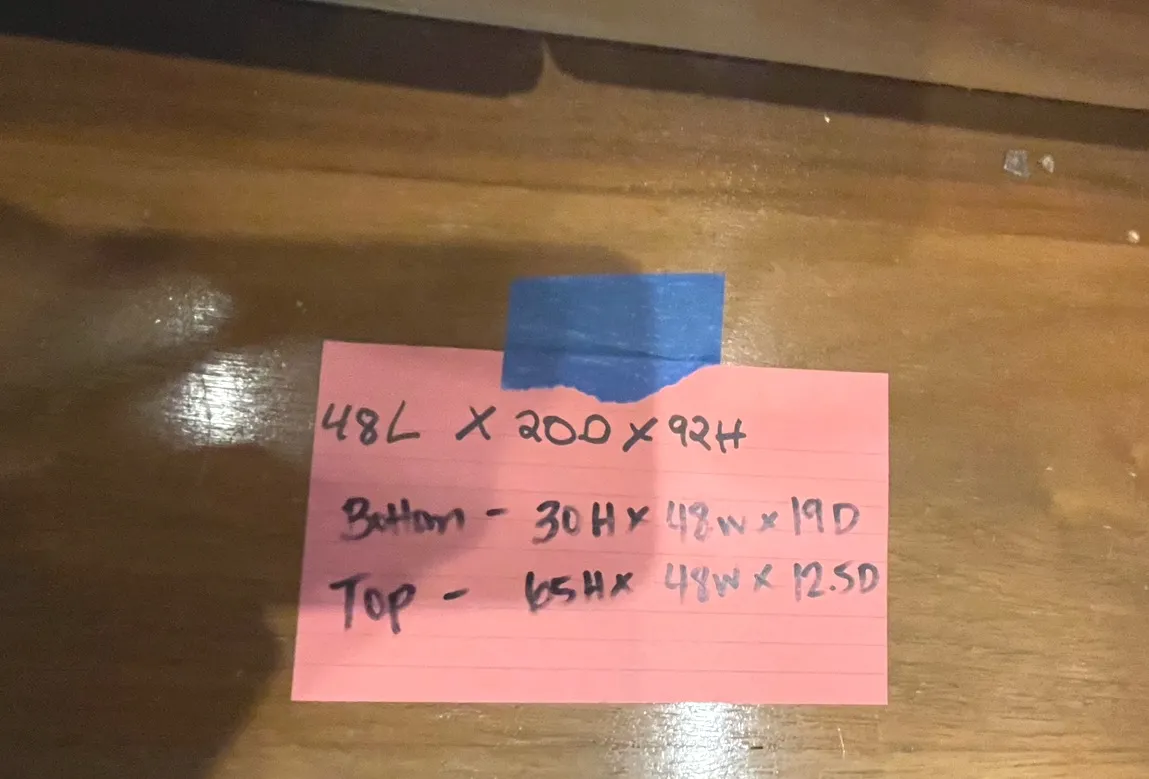 48L X 20D X 92H
Bottom - 30H X 48W X 19D
Top - 65H X 48W X 12.5D